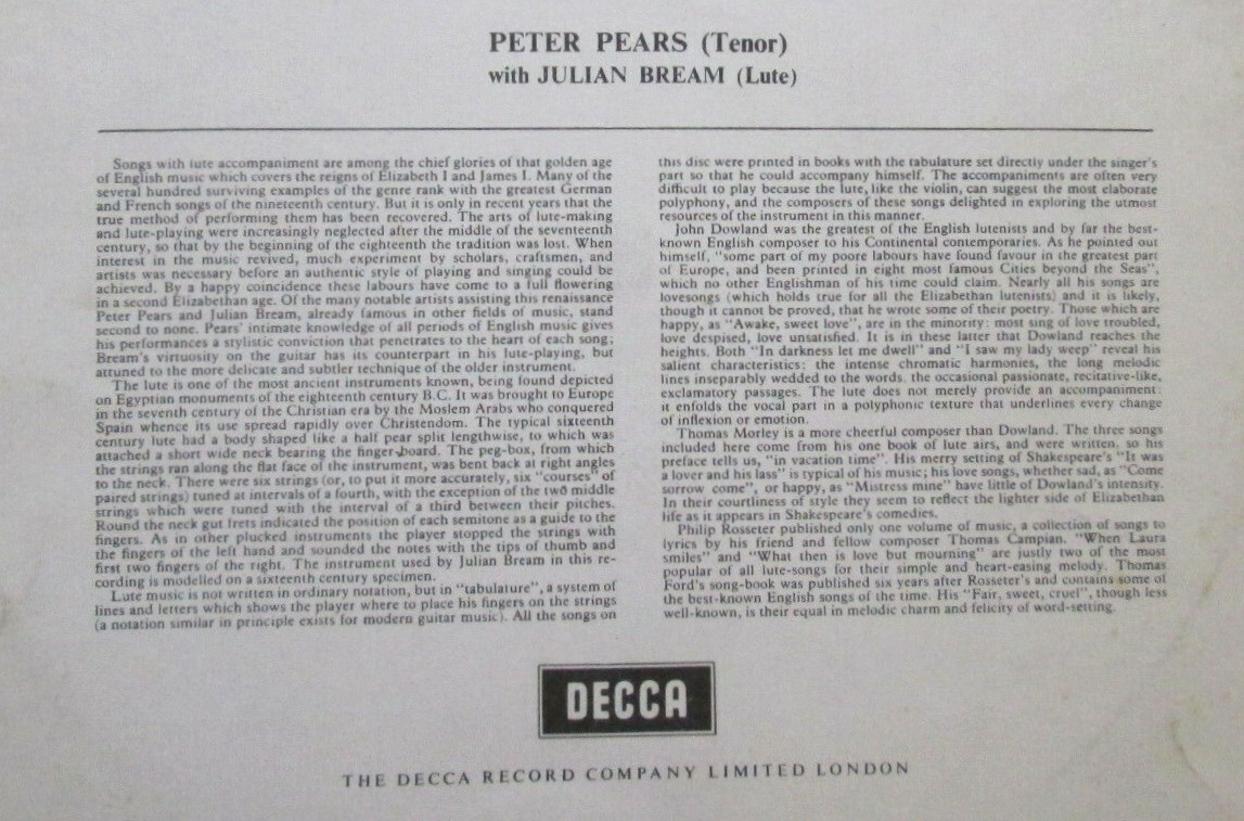 PETER PEARS (Tenor)
with JULIAN BREAM (Lute)
Songs with lute accompaniment are among the chief glories of that golden age
of English music which covers the reigns of Elizabeth I and James I. Many of the
several hundred surviving examples of the genre rank with the greatest German
and French songs of the nineteenth century. But it is only in recent years that the
true method of performing them has been recovered. The arts of lute-making
and lute-playing were increasingly neglected after the middle of the seventeenth
century, so that by the beginning of the eighteenth the tradition was lost. When
interest in the music revived, much experiment by scholars, craftsmen, and
artists was necessary before an authentic style of playing and singing could be
achieved. By a happy coincidence these labours have come to a full flowering
in a second Elizabethan age. Of the many notable artists assisting this renaissance
Peter Pears and Julian Bream, already famous in other fields of music, stand
second to none. Pears' intimate knowledge of all periods of English music gives
his performances a stylistic conviction that penetrates to the heart of each song;
Bream's virtuosity on the guitar has its counterpart in his lute-playing, but
attuned to the more delicate and subtler technique of the older instrument.
The lute is one of the most ancient instruments known, being found depicted
on Egyptian monuments of the eighteenth century B.C. It was brought to Europe
in the seventh century of the Christian era by the Moslem Arabs who conquered
Spain whence its use spread rapidly over Christendom. The typical sixteenth
century lute had a body shaped like a half pear split lengthwise, to which was
attached a short wide neck bearing the finger-board. The peg-box, from which
the strings ran along the flat face of the instrument, was bent back at right angles
to the neck. There were six strings (or, to put it more accurately, six "courses" of
paired strings) tuned at intervals of a fourth, with the exception of the two middle
strings which were tuned with the interval of a third between their pitches.
Round the neck gut frets indicated the position of each semitone as a guide to the
fingers. As in other plucked instruments the player stopped the strings with
the fingers of the left hand and sounded the notes with the tips of thumb and
first two fingers of the right. The instrument used by Julian Bream in this re-
cording is modelled on a sixteenth century specimen.
Lute music is not written in ordinary notation, but in "tabulature", a system of
lines and letters which shows the player where to place his fingers on the strings
(a notation similar in principle exists for modern guitar music). All the songs on
this disc were printed in books with the tabulature set directly under the singer's
part so that he could accompany himself. The accompaniments are often very
difficult to play because the lute, like the violin, can suggest the most elaborate
polyphony, and the composers of these songs delighted in exploring the utmost
resources of the instrument in this manner.
John Dowland was the greatest of the English lutenists and by far the best-
known English composer to his Continental contemporaries. As he pointed out
himself, "some part of my poore labours have found favour in the greatest part
of Europe, and been printed in eight most famous Cities beyond the Seas",
which no other Englishman of his time could claim. Nearly all his songs are
lovesongs (which holds true for all the Elizabethan lutenists) and it is likely,
though it cannot be proved, that he wrote some of their poetry. Those which are
happy, as "Awake, sweet love", are in the minority: most sing of love troubled,
love despised, love unsatisfied. It is in these latter that Dowland reaches the
heights. Both "In darkness let me dwell" and "I saw my lady weep" reveal his
salient characteristics: the intense chromatic harmonies, the long melodic
lines inseparably wedded to the words, the occasional passionate, recitative-like,
exclamatory passages. The lute does not merely provide an accompaniment:
it enfolds the vocal part in a polyphonic texture that underlines every change
of inflexion or emotion.
Thomas Morley is a more cheerful composer than Dowland. The three songs
included here come from his one book of lute airs, and were written, so his
preface tells us, "in vacation time". His merry setting of Shakespeare's "It was
a lover and his lass" is typical of his music; his love songs, whether sad, as "Come
sorrow come", or happy, as "Mistress mine" have little of Dowland's intensity.
In their courtliness of style they seem to reflect the lighter side of Elizabethan
life as it appears in Shakespeare's comedies.
Philip Rosseter published only one volume of music, a collection of songs to
lyrics by his friend and fellow composer Thomas Campian. "When Laura
smiles" and "What then is love but mourning" are justly two of the most
popular of all lute-songs for their simple and heart-easing melody. Thomas
Ford's song-book was published six years after Rosseter's and contains some of
the best-known English songs of the time. His "Fair, sweet, cruel", though less
well-known, is their equal in melodic charm and felicity of word-setting.
DECCA
THE DECCA RECORD COMPANY LIMITED LONDON